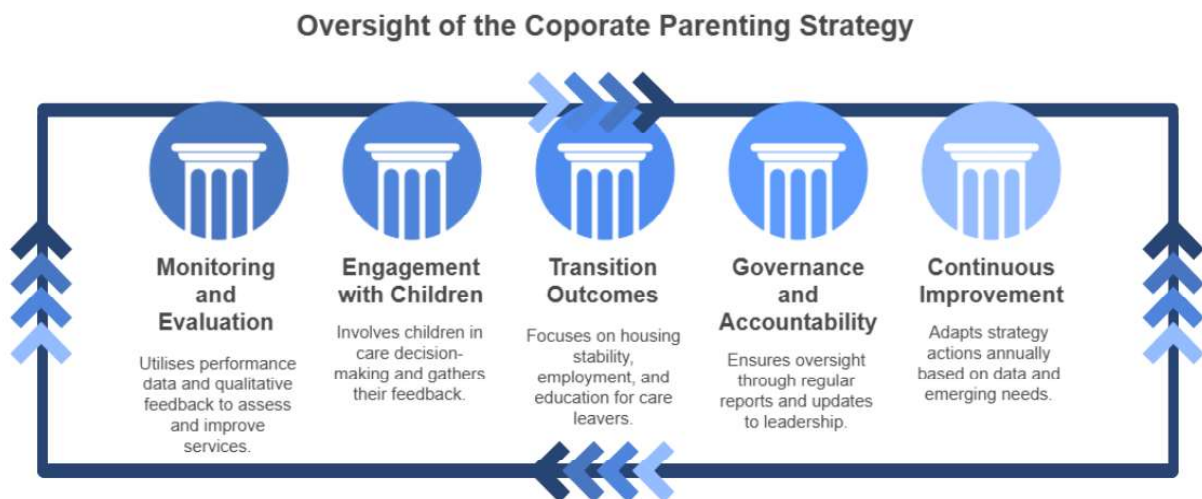 Oversight of the Coporate Parenting Strategy
Monitoring
and
Evaluation
Utilises performance
data and qualitative
feedback to assess
and improve
services.
Engagement
with Children
Involves children in
care decision-
making and gathers
their feedback.
Transition
Outcomes
Focuses on housing
stability,
employment, and
education for care
leavers.
Governance
and
Accountability
Ensures oversight
through regular
reports and updates
to leadership.
Continuous
Improvement
Adapts strategy
actions annually
based on data and
emerging needs.